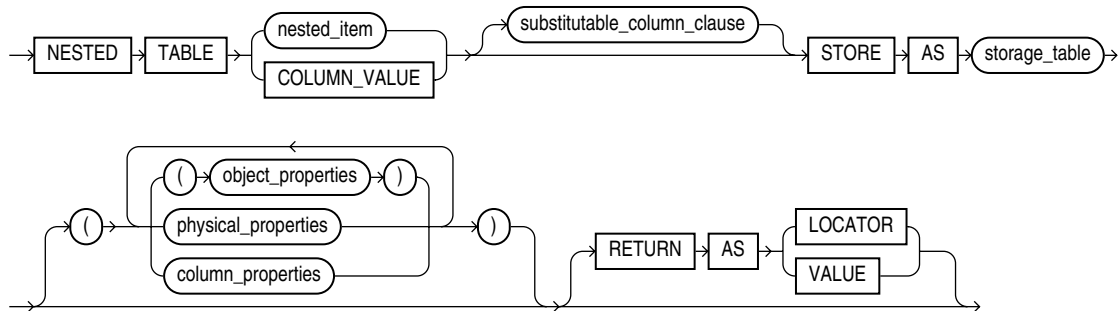 NESTED TABLE nested_item substitutable_column_clause STORE AS storage_table
COLUMN_VALUE
( ( object_properties ) ) RETURN AS LOCATOR
physical_properties VALUE
column_properties